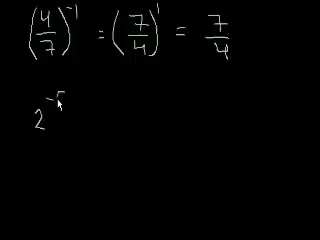 (4/7)^-1 = (7/4)^1 = 7/4
2^-5